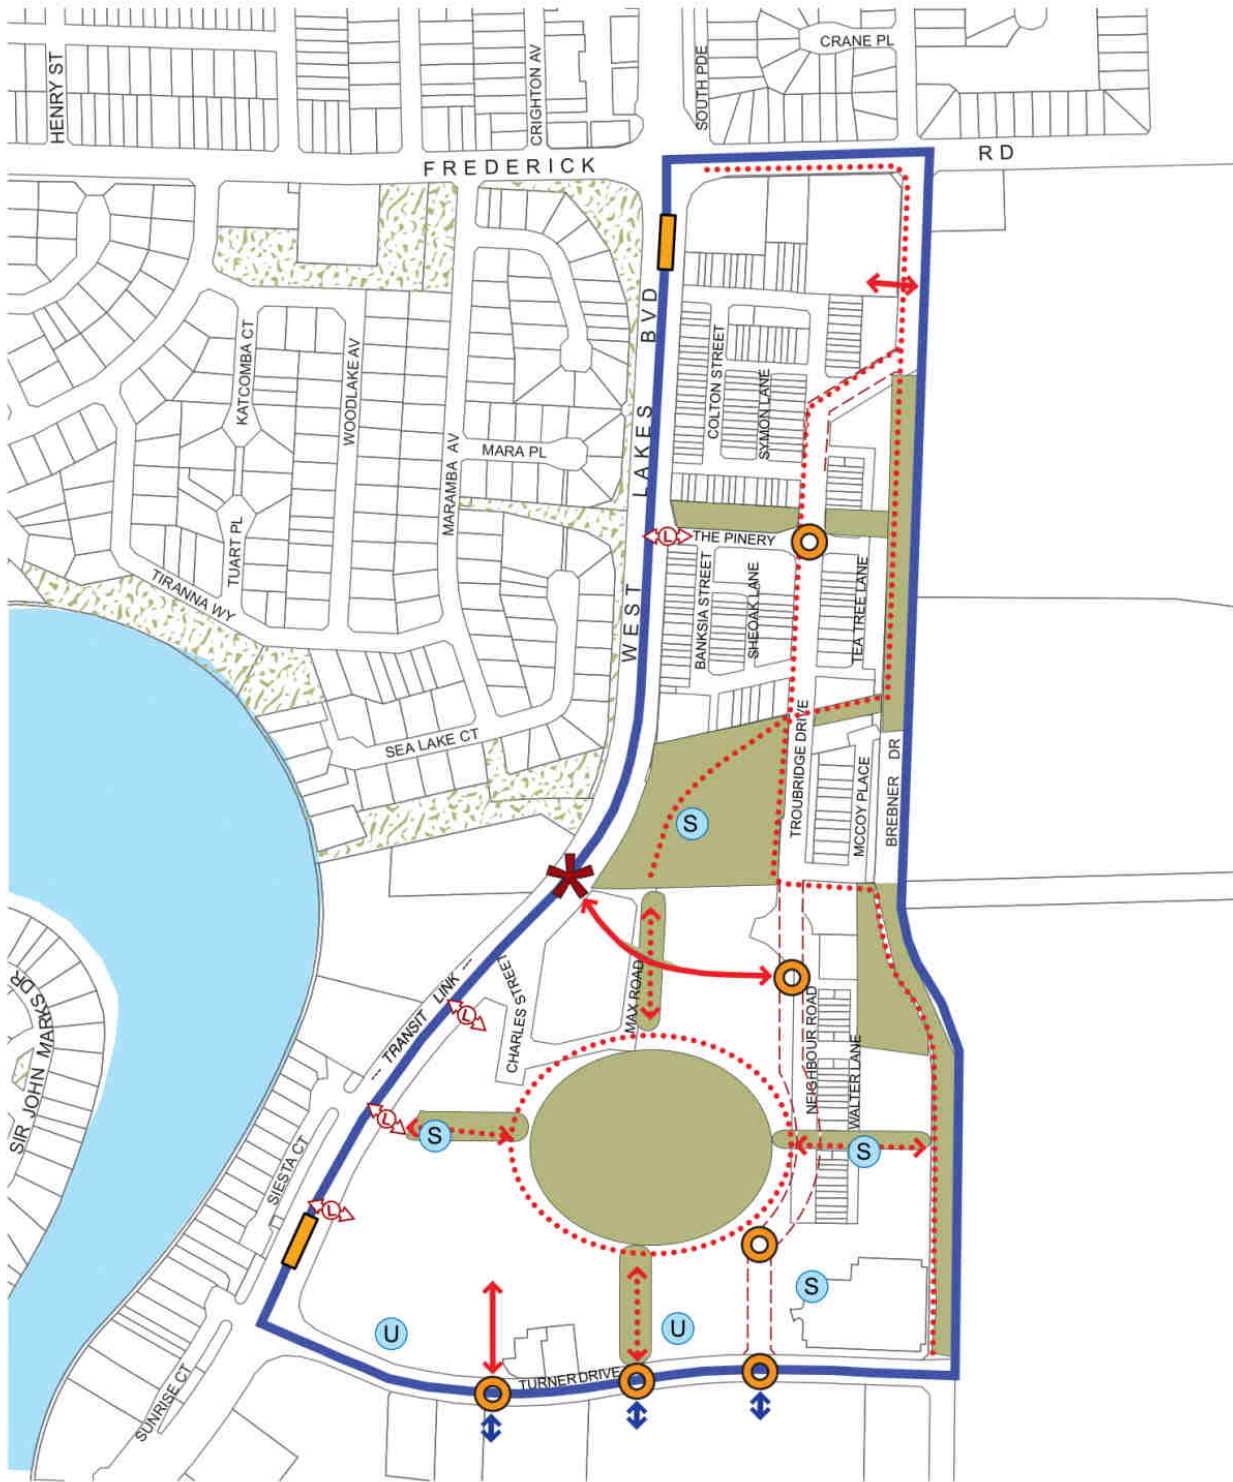 CRANE PL
HENRY ST
CRIGHTON AV
SOUTH PDE
FREDERICK
RD
WEST LAKES BVD
KATCOMBA CT
WOODLAKE AV
COLTON STREET
SYMON LANE
MARAMBA AV
MARA PL
TUART PL
L
THE PINERY
TIRANNA WY
BANKSIA STREET
SHEOAK LANE
TEA TREE LANE
SEA LAKE CT
TROUBRIDGE DRIVE
MCCOY PLACE
BREBNER DR
S
SIR JOHN MARKS DR
--- TRANSIT LINK ---
L
CHARLES STREET
MAX ROAD
NEIGHBOUR ROAD
WALTER LANE
L
S
S
SIESTA CT
L
S
U
U
TURNER DRIVE
SUNRISE CT